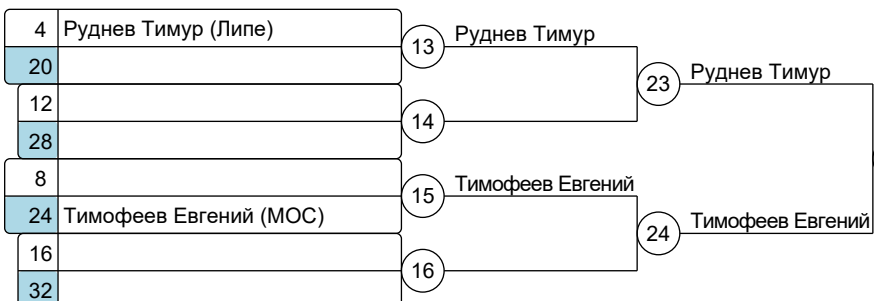 4 Руднев Тимур (Липе)
20
12
28
8
24 Тимофеев Евгений (МОС)
16
32
13 Руднев Тимур
14
15 Тимофеев Евгений
16
23 Руднев Тимур
24 Тимофеев Евгений